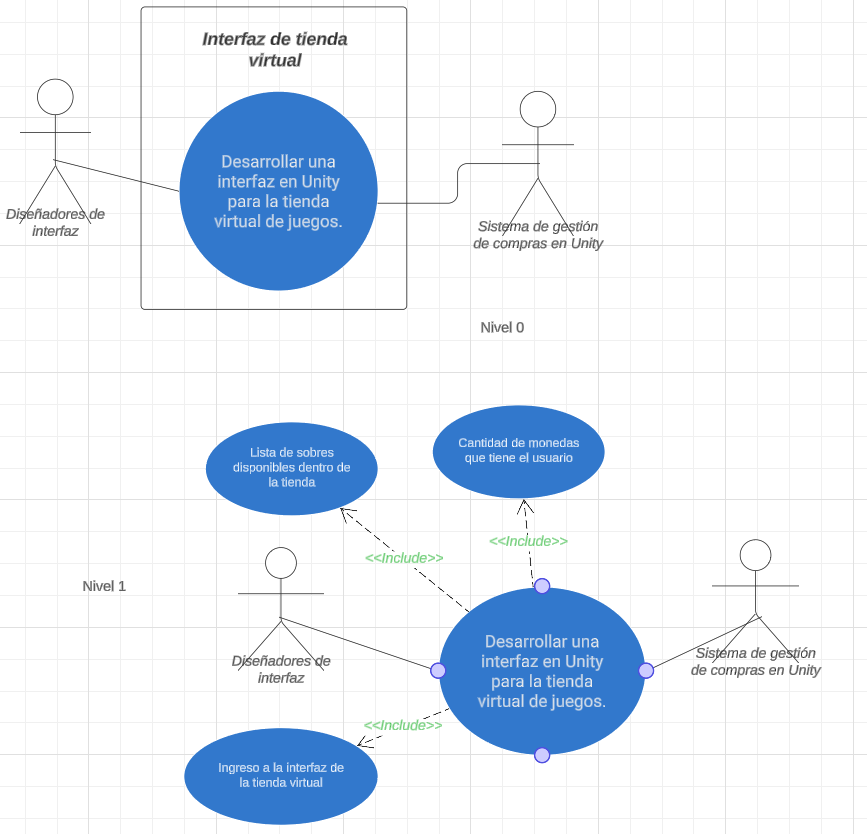 Interfaz de tienda
virtual
Desarrollar una
interfaz en Unity
para la tienda
virtual de juegos.
Diseñadores de
interfaz
Sistema de gestión
de compras en Unity
Nivel 0
Lista de sobres
disponibles dentro de
la tienda
Cantidad de monedas
que tiene el usuario
<<Include>>
<<Include>>
Nivel 1
Diseñadores de
interfaz
Desarrollar una
interfaz en Unity
para la tienda
virtual de juegos.
Sistema de gestión
de compras en Unity
<<Include>>
Ingreso a la interfaz de
la tienda virtual